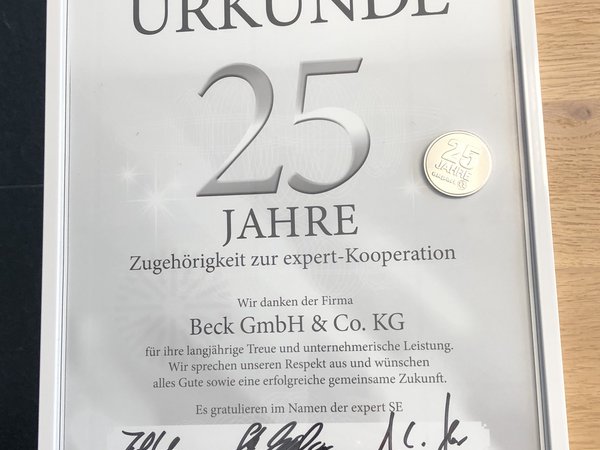 URKUNDE
25
JAHRE
Zugehörigkeit zur expert-Kooperation
25
JAHRE
expert
Wir danken der Firma
Beck GmbH & Co. KG
für ihre langjährige Treue und unternehmerische Leistung.
Wir sprechen unseren Respekt aus und wünschen
alles Gute sowie eine erfolgreiche gemeinsame Zukunft.
Es gratulieren im Namen der expert SE